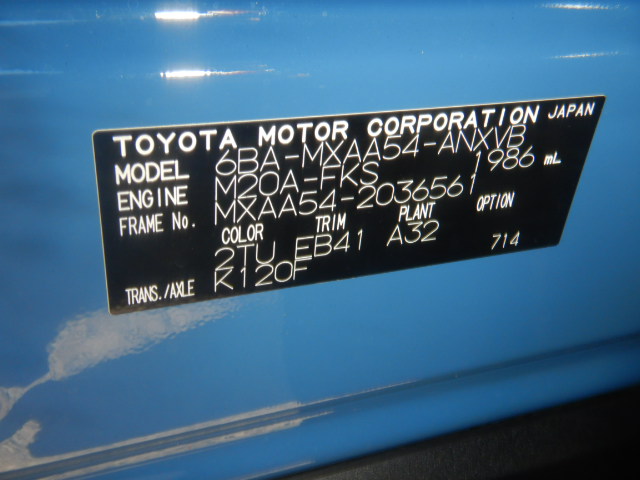 TOYOTA MOTOR CORPORATION JAPAN
MODEL 6BA-MXAA54-ANXVB
ENGINE M20A-FKS 1986 mL
FRAME No. MXAA54-2036561
COLOR TRIM PLANT OPTION
2TU EB41 A32 714
TRANS./AXLE K120F